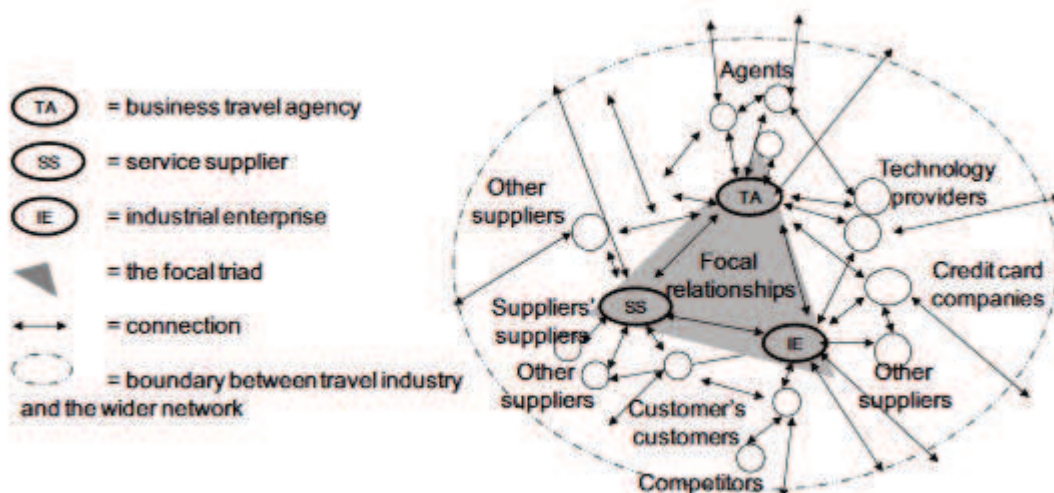 TA = business travel agency
SS = service supplier
IE = industrial enterprise
= the focal triad
= connection
= boundary between travel industry
and the wider network
Agents
Technology
providers
Other
suppliers
TA
Focal
relationships
Credit card
companies
SS
Suppliers'
suppliers
IE
Other
suppliers
Other
suppliers
Customer's
customers
Competitors